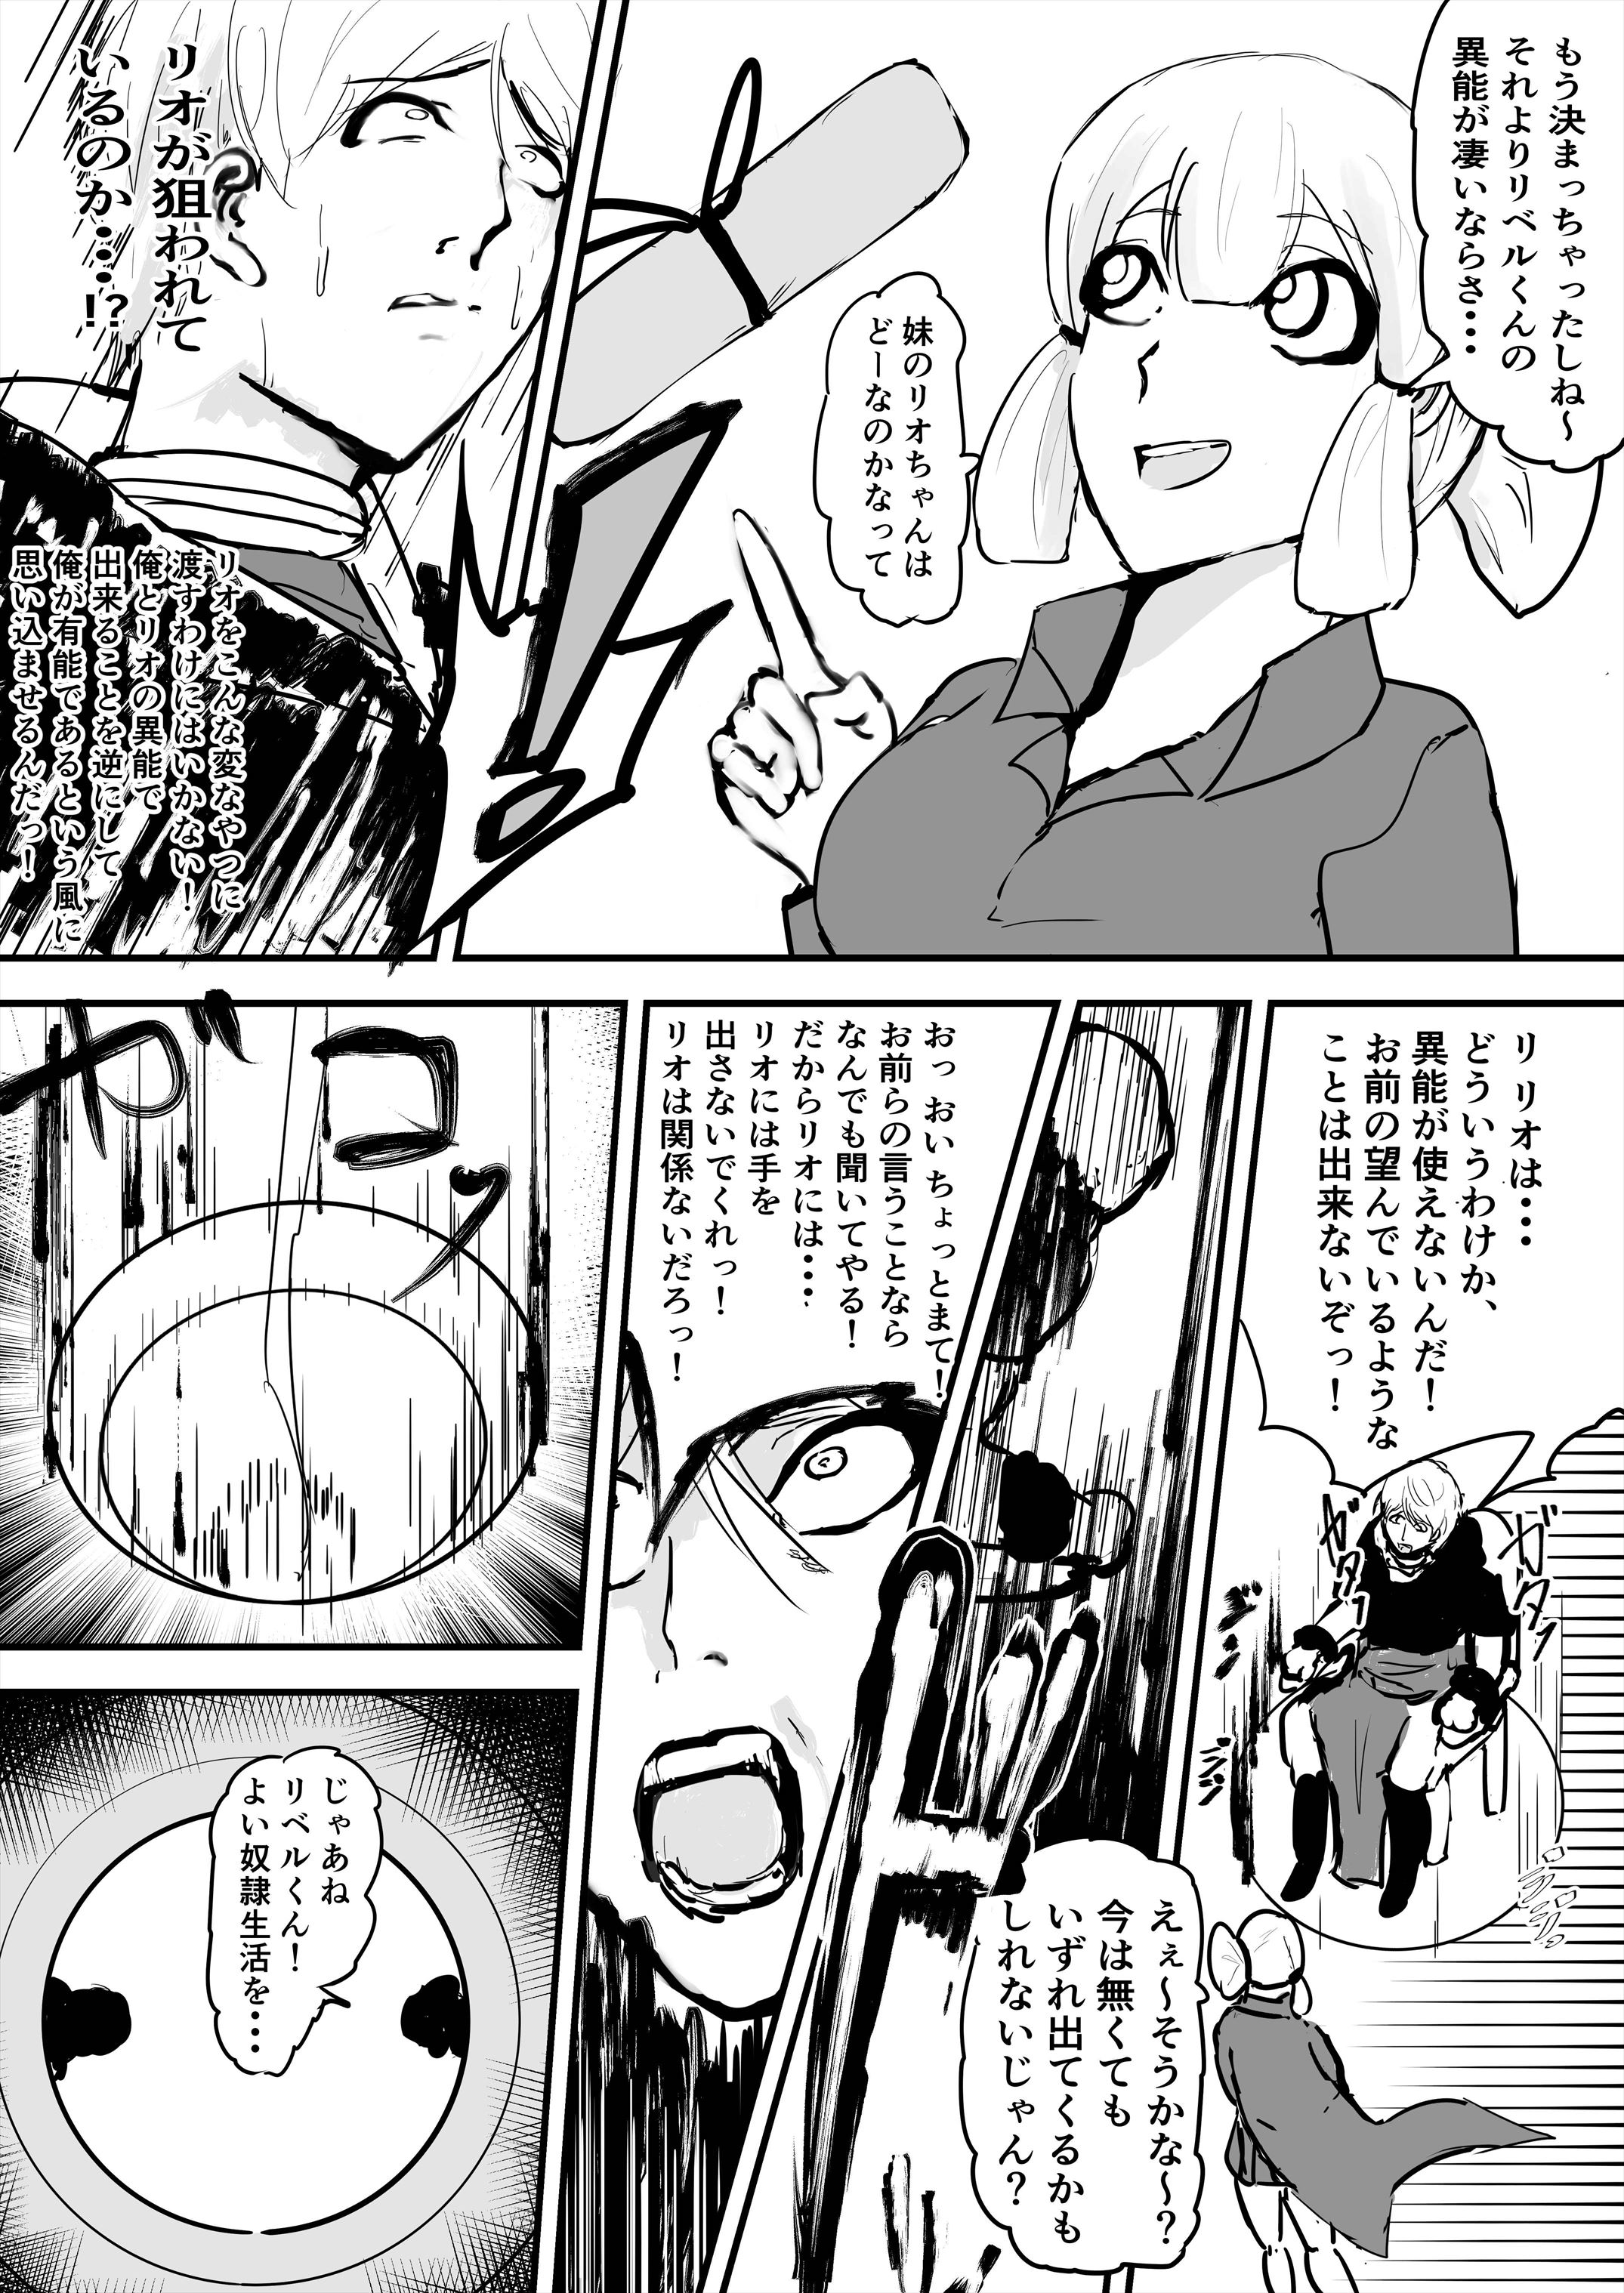 もう決まっちゃったしね～
それよりリベルくんの
異能が凄いならさ・・・
妹のリオちゃんは
どーなのかなって
リオが狙われて
いるのか・・・!?
リオをこんな変なやつに
渡すわけにはいかない！
俺とリオの異能で
出来ることを逆にして
俺が有能であるという風に
思い込ませるんだっ！
リリオは・・・
どういうわけか、
異能が使えないんだ！
お前の望んでいるような
ことは出来ないぞっ！
ガタガタッ
ガタガタッ
えぇ～そうかな～？
今は無くても
いずれ出てくるかも
しれないじゃん？
おっおいちょっとまて！
お前らの言うことなら
なんでも聞いてやる！
だからリオには・・・
リオには手を
出さないでくれっ！
リオは関係ないだろっ！
ガコッ
じゃあね
リベルくん！
よい奴隷生活を・・・